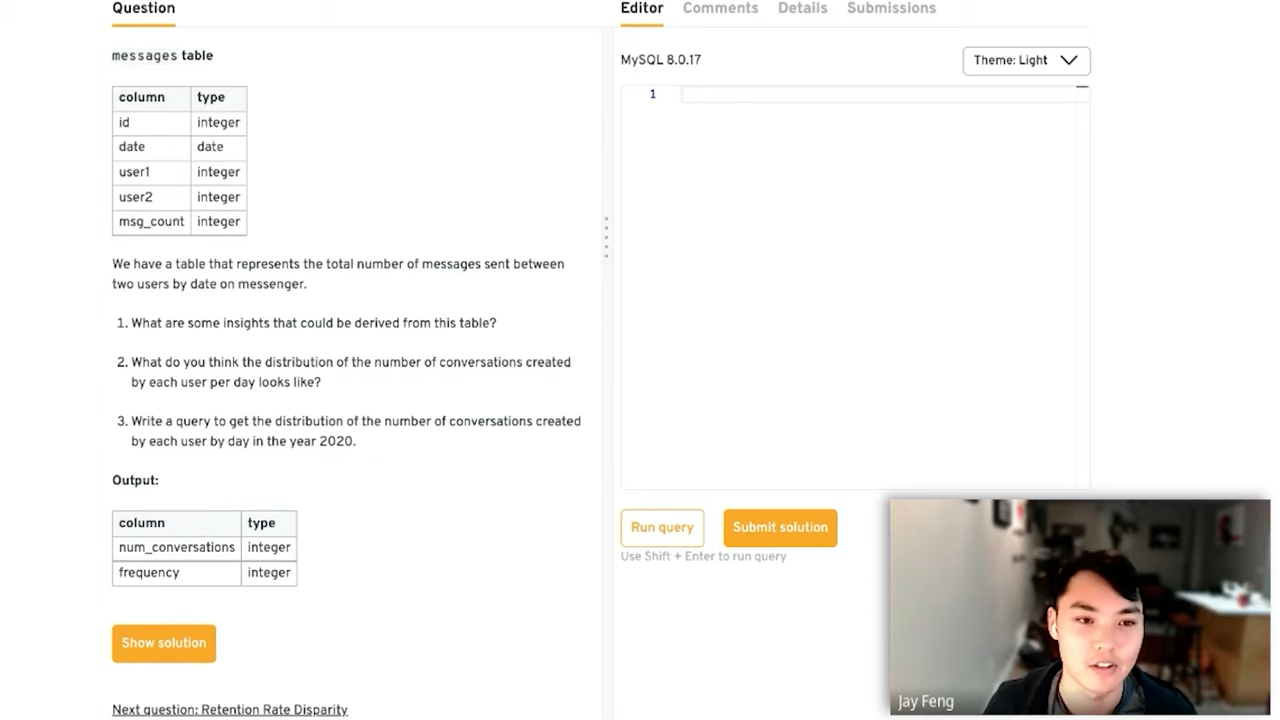 Question
messages table
column type
id integer
date date
user1 integer
user2 integer
msg_count integer
We have a table that represents the total number of messages sent between
two users by date on messenger.
1. What are some insights that could be derived from this table?
2. What do you think the distribution of the number of conversations created
by each user per day looks like?
3. Write a query to get the distribution of the number of conversations created
by each user by day in the year 2020.
Output:
column type
num_conversations integer
frequency integer
Show solution
Next question: Retention Rate Disparity
Editor Comments Details Submissions
MySQL 8.0.17
Theme: Light
1
Run query Submit solution
Use Shift + Enter to run query
Jay Feng